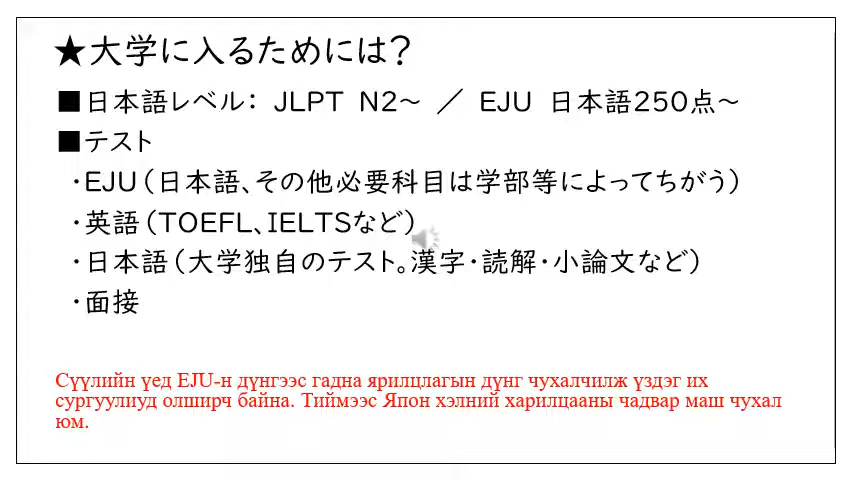 ★大学に入るためには？
■日本語レベル： JLPT N2～ ／ EJU 日本語250点～
■テスト
・EJU（日本語、その他必要科目は学部等によってちがう）
・英語（TOEFL、IELTSなど）
・日本語（大学独自のテスト。漢字・読解・小論文など）
・面接
Сүүлийн үед EJU-н дүнгээс гадна ярилцлагын дүнг чухалчилж үздэг их
сургуулиуд олширч байна. Тиймээс Япон хэлний харилцааны чадвар маш чухал
юм.